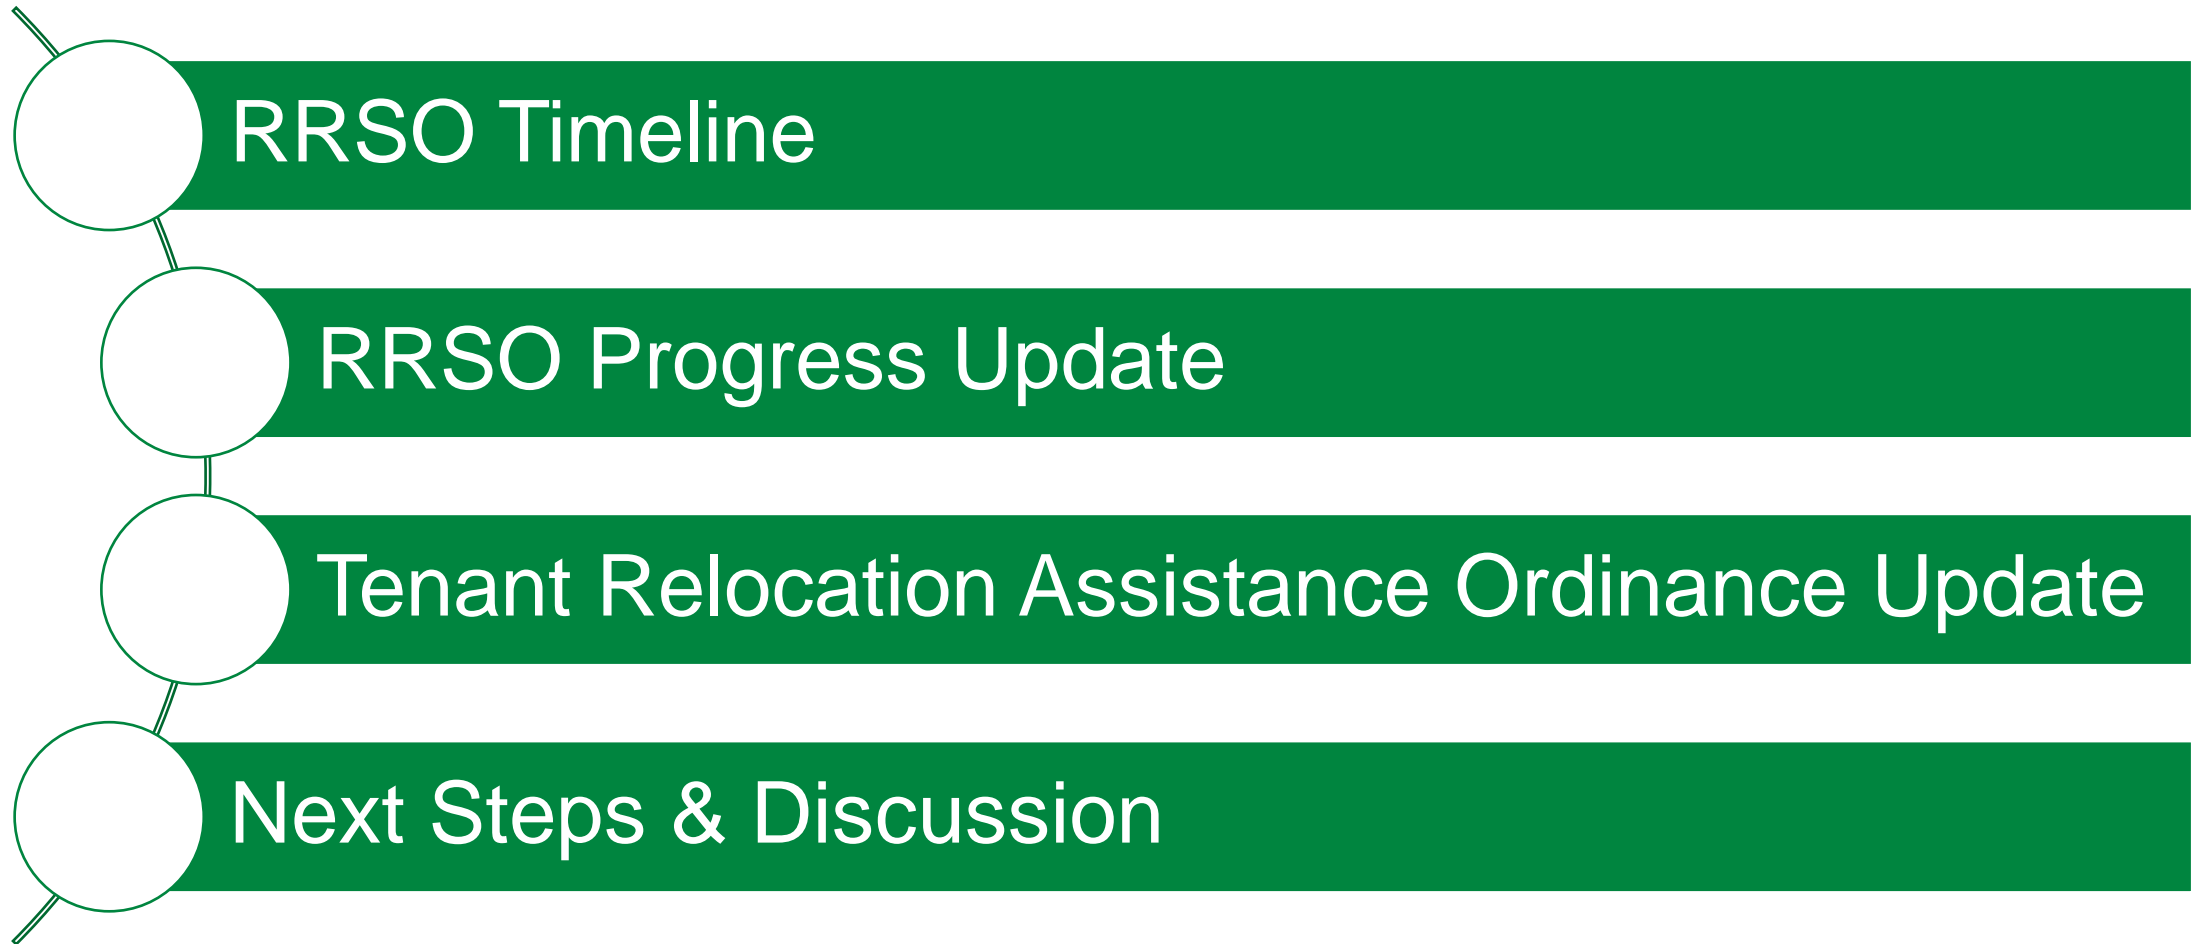 RRSO Timeline
RRSO Progress Update
Tenant Relocation Assistance Ordinance Update
Next Steps & Discussion